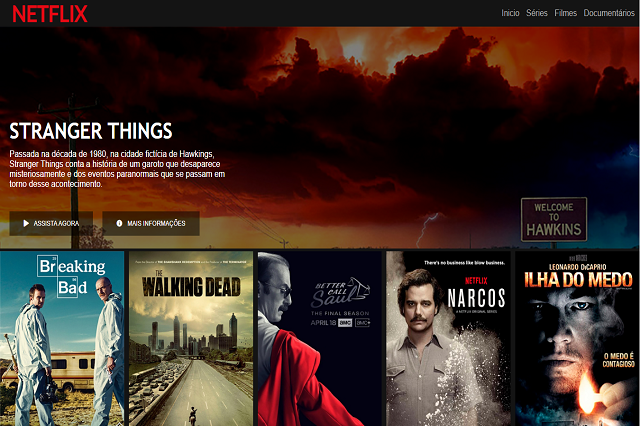 NETFLIX
Inicio Séries Filmes Documentários
STRANGER THINGS
Passada na década de 1980, na cidade fictícia de Hawkings,
Stranger Things conta a história de um garoto que desaparece
misteriosamente e dos eventos paranormais que se passam em
torno desse acontecimento.
ASSISTA AGORA
MAIS INFORMAÇÕES
WELCOME
TO
HAWKINS
Breaking
Bad
THE
WALKING DEAD
BETTER
CALL
Saul
THE FINAL SEASON
APRIL 18 AMC AMC+
There's no business like blow business.
NETFLIX
NARCOS
A NETFLIX ORIGINAL SERIES
LEONARDO DiCAPRIO
ILHA DO MEDO
O MEDO É
CONTAGIOSO